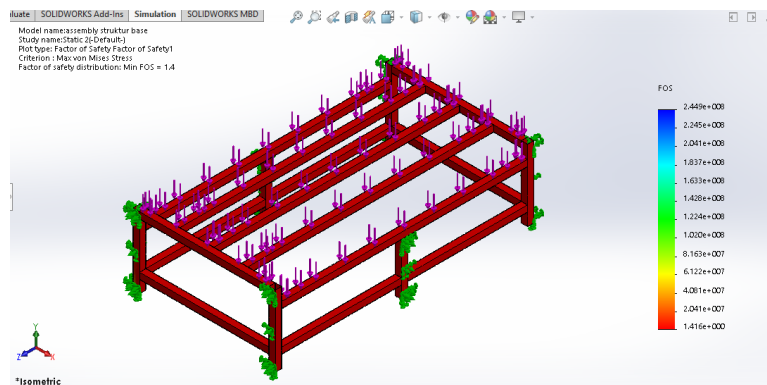 aluate SOLIDWORKS Add-Ins Simulation SOLIDWORKS MBD
Model name:assembly struktur base
Study name:Static 2(-Default-)
Plot type: Factor of Safety Factor of Safety1
Criterion : Max von Mises Stress
Factor of safety distribution: Min FOS = 1.4
FOS
2.449e+008
2.245e+008
2.041e+008
1.837e+008
1.633e+008
1.428e+008
1.224e+008
1.020e+008
8.163e+007
6.122e+007
4.081e+007
2.041e+007
1.416e+000
Y
Z X
*Isometric